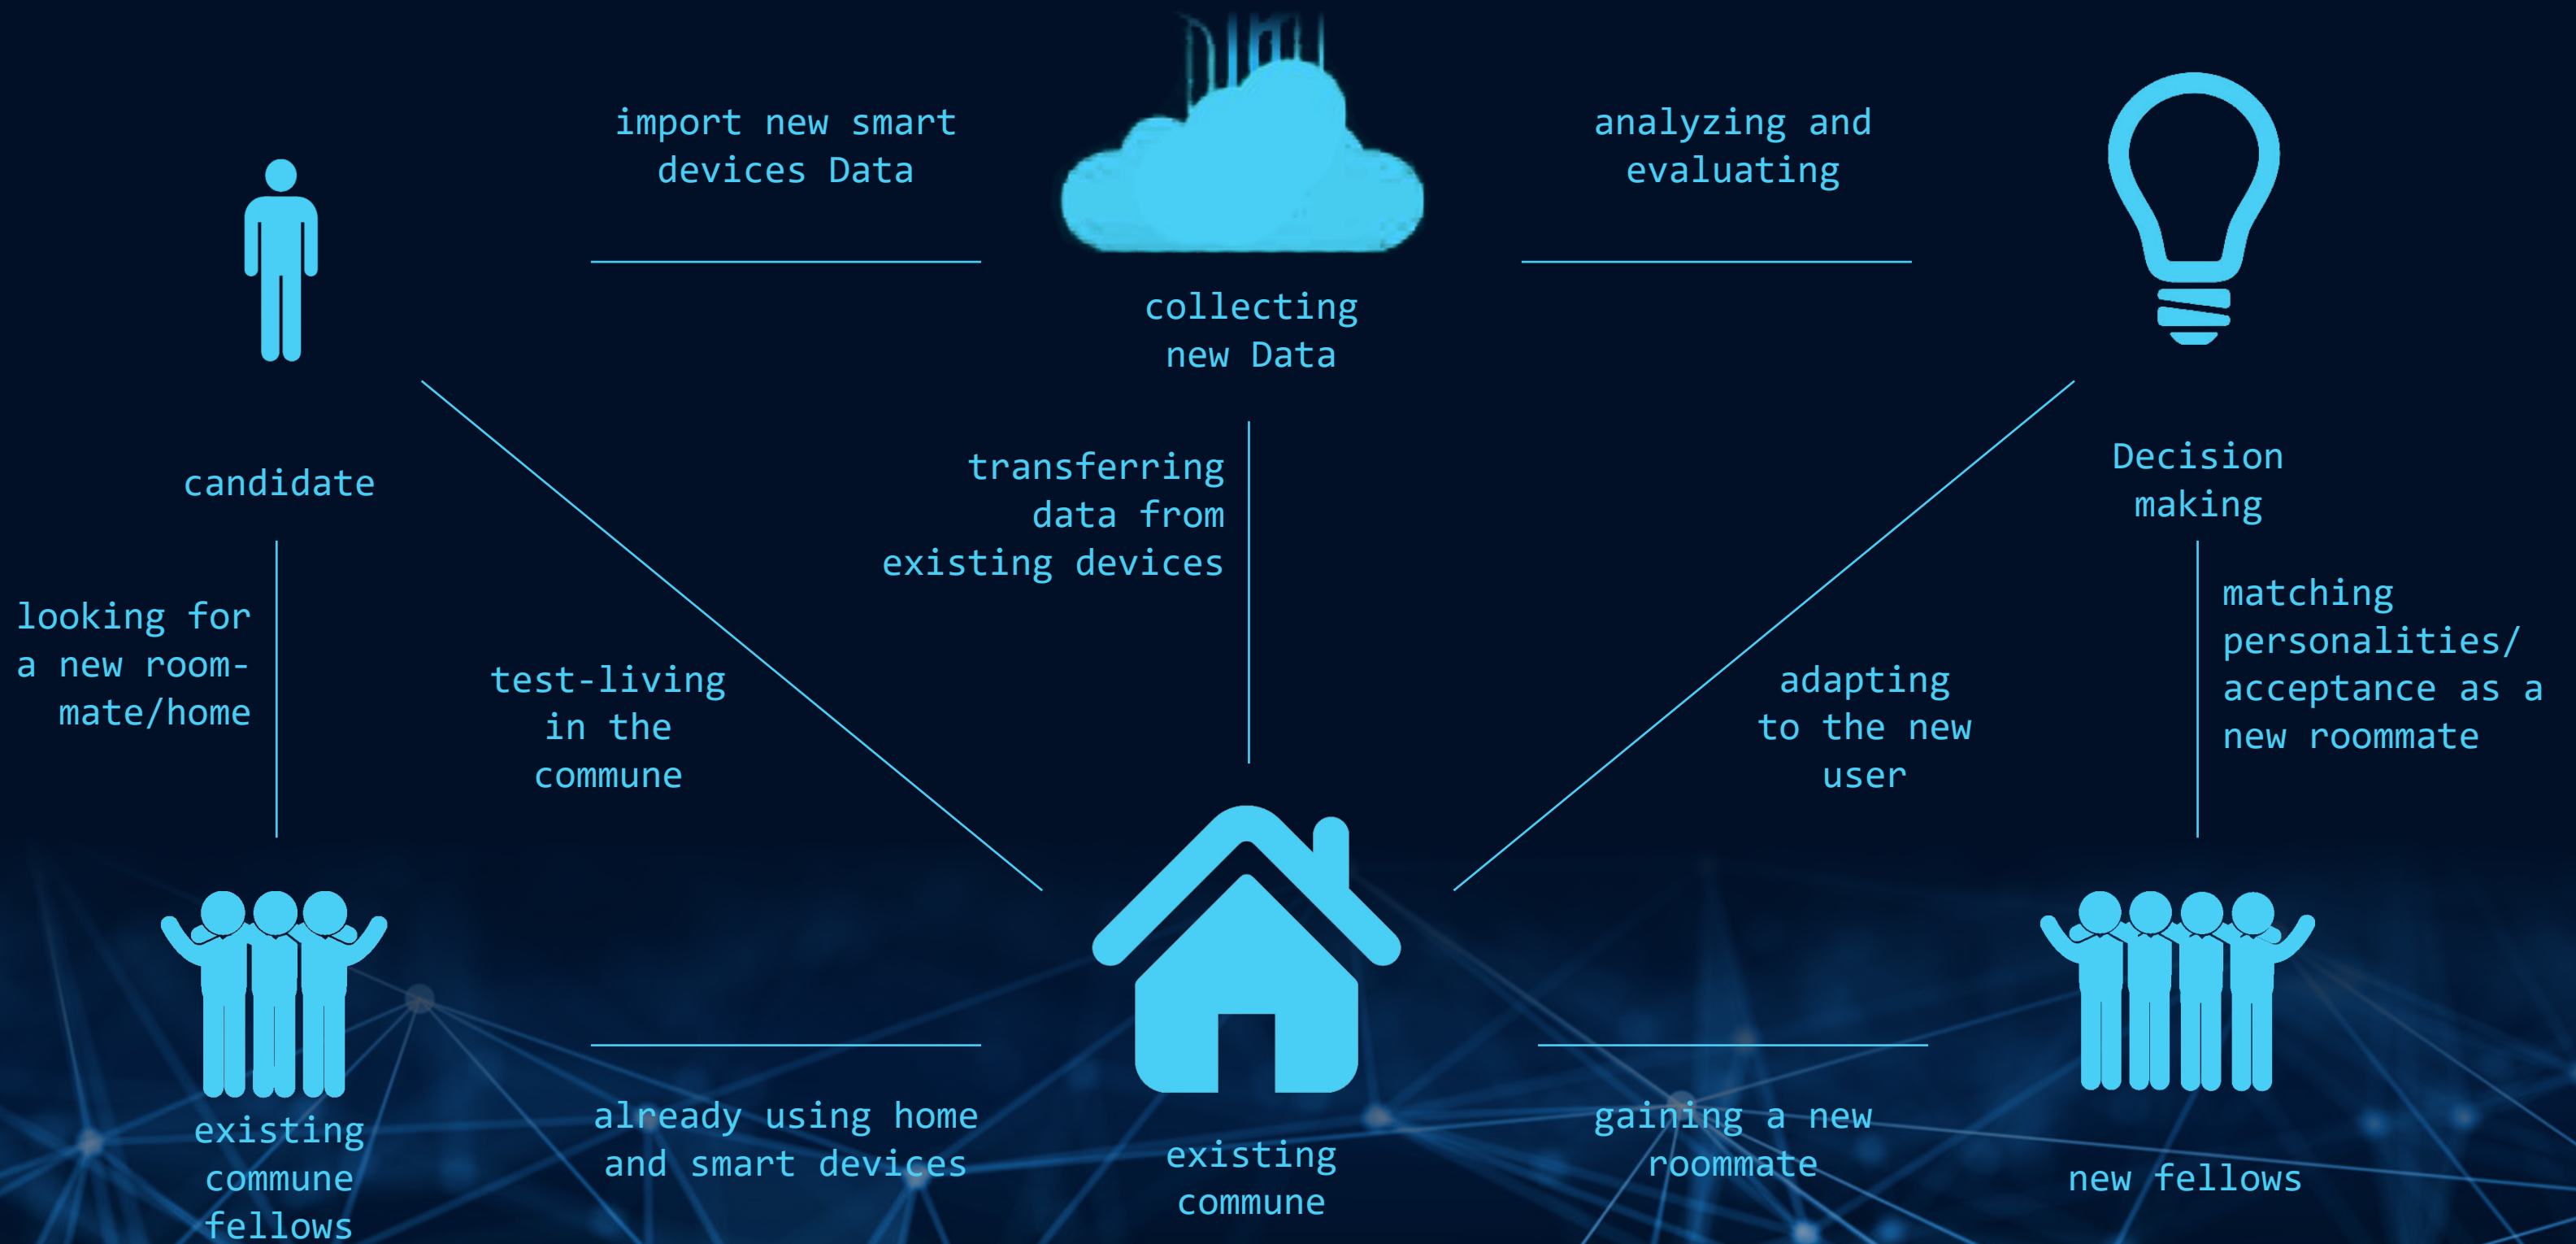 import new smart
devices Data
analyzing and
evaluating
collecting
new Data
candidate
transferring
data from
existing devices
Decision
making
looking for
a new room-
mate/home
test-living
in the
commune
adapting
to the new
user
matching
personalities/
acceptance as a
new roommate
existing
commune
fellows
already using home
and smart devices
existing
commune
gaining a new
roommate
new fellows